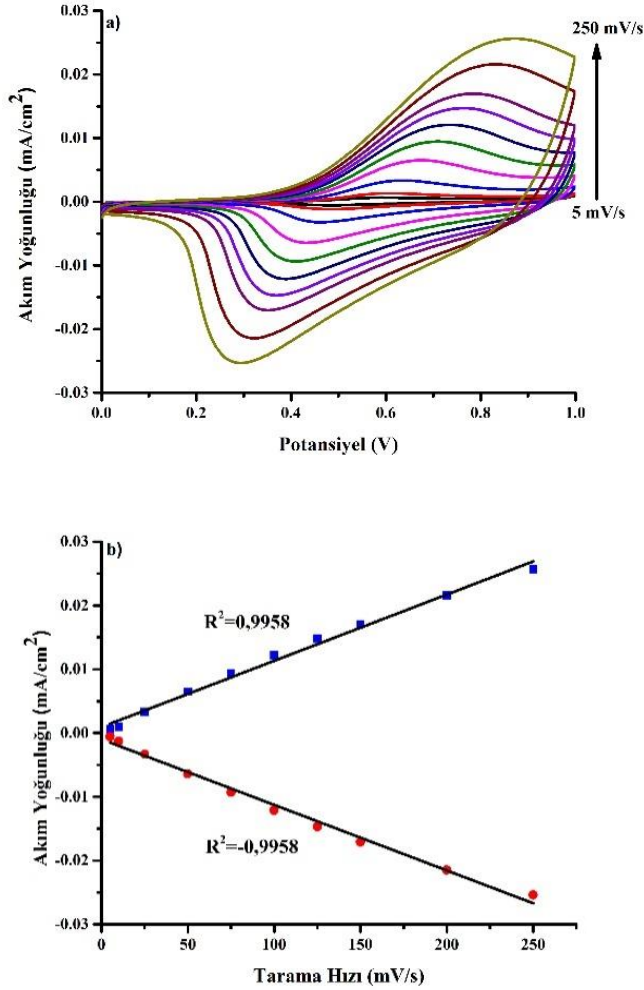 a)
250 mV/s
5 mV/s
Akım Yoğunluğu (mA/cm²)
0.03
0.02
0.01
0.00
-0.01
-0.02
-0.03
0.0 0.2 0.4 0.6 0.8 1.0
Potansiyel (V)
b)
R²=0,9958
R²=-0,9958
Akım Yoğunluğu (mA/cm²)
0.03
0.02
0.01
0.00
-0.01
-0.02
-0.03
0 50 100 150 200 250
Tarama Hızı (mV/s)